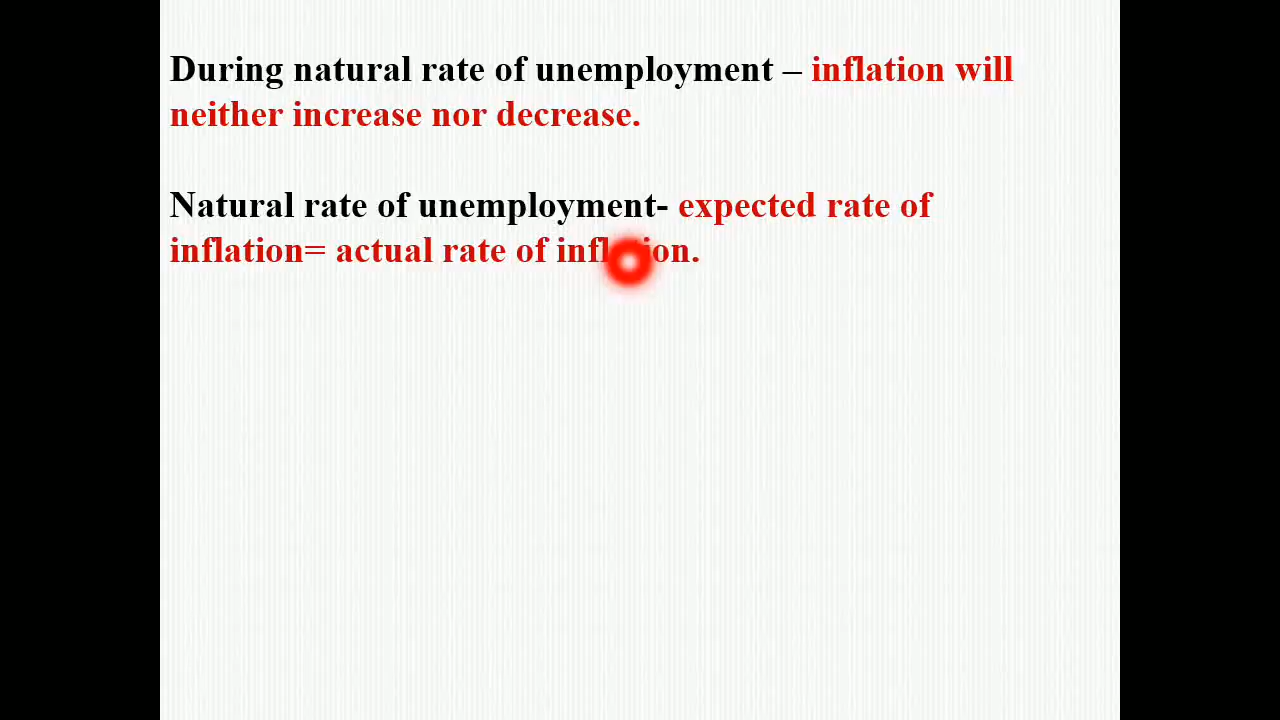 During natural rate of unemployment – inflation will
neither increase nor decrease.
Natural rate of unemployment- expected rate of
inflation= actual rate of inflation.